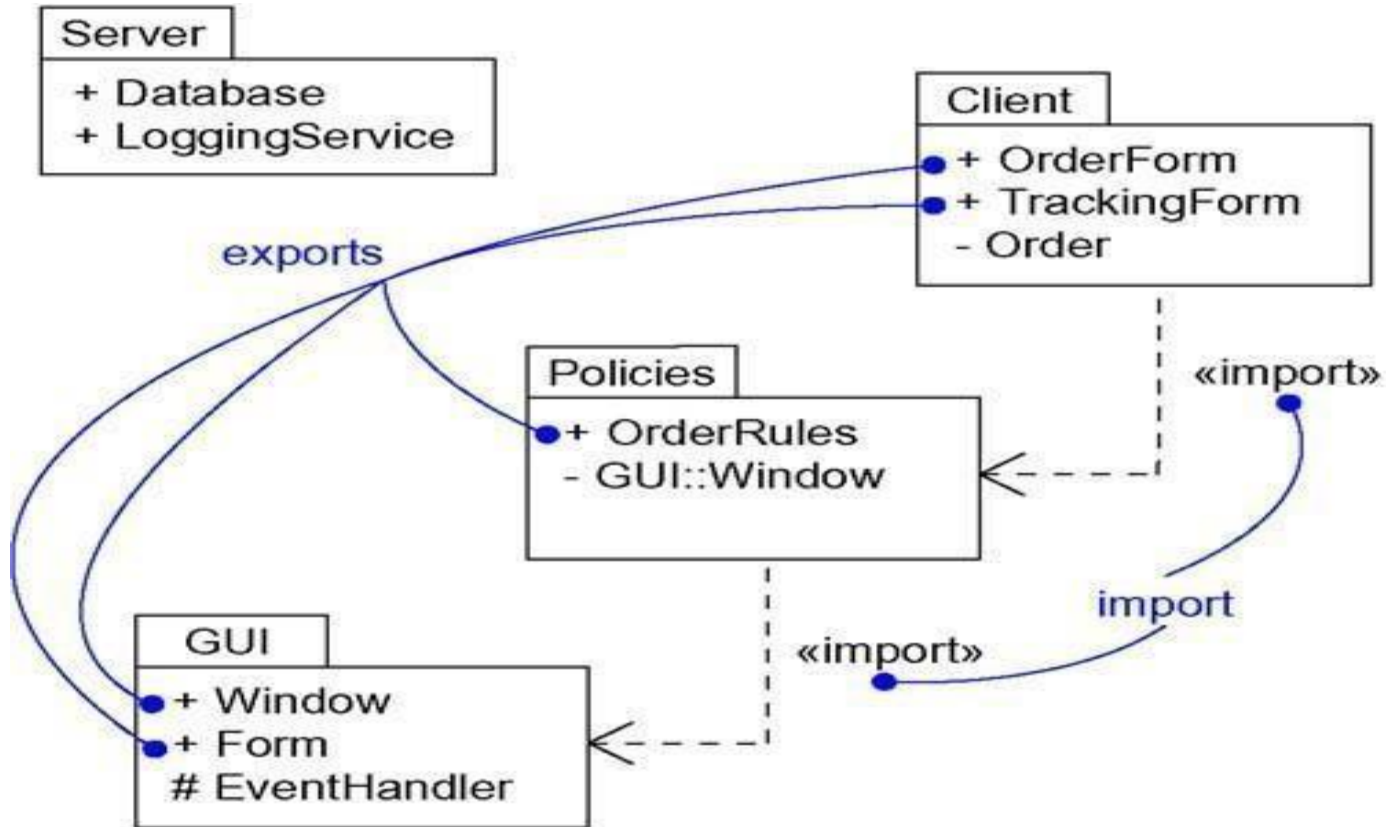 Server
+ Database
+ LoggingService
Client
+ OrderForm
+ TrackingForm
- Order
exports
Policies
+ OrderRules
- GUI::Window
«import»
import
«import»
GUI
+ Window
+ Form
# EventHandler